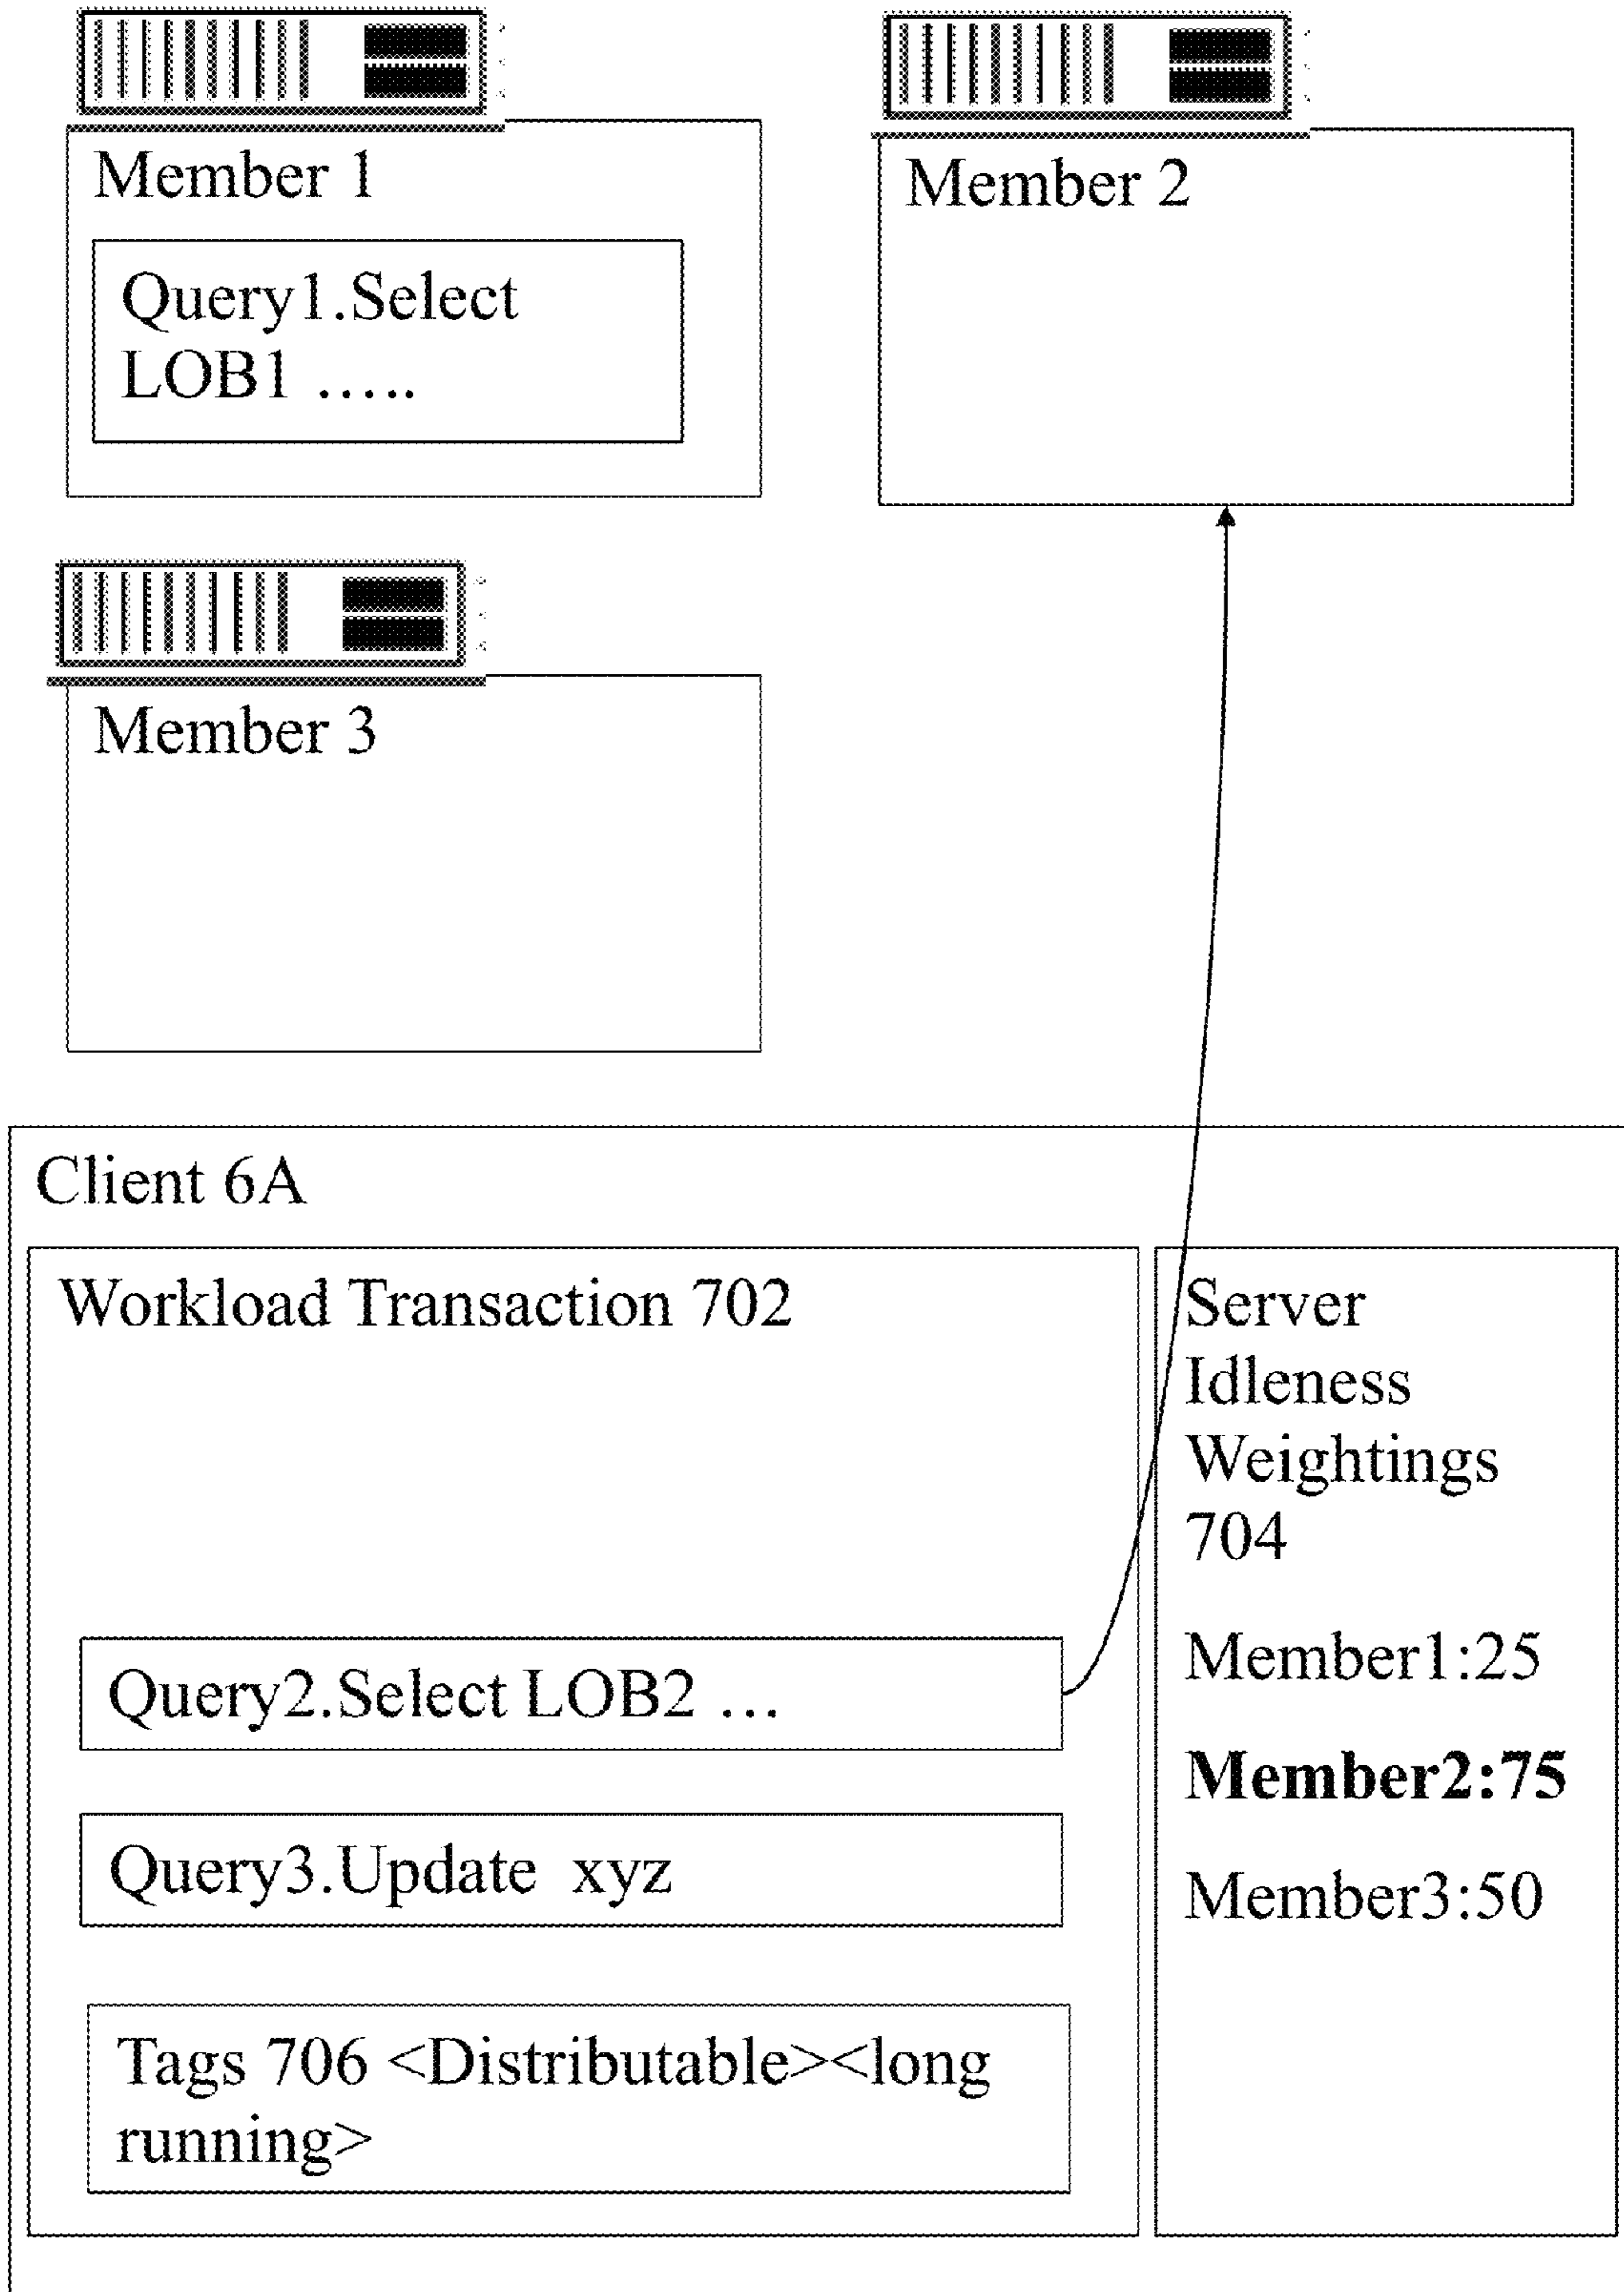 Member 1
Query1.Select
LOB1 .....
Member 2
Member 3
Client 6A
Workload Transaction 702
Query2.Select LOB2 ...
Query3.Update xyz
Tags 706 <Distributable><long
running>
Server
Idleness
Weightings
704
Member1:25
Member2:75
Member3:50